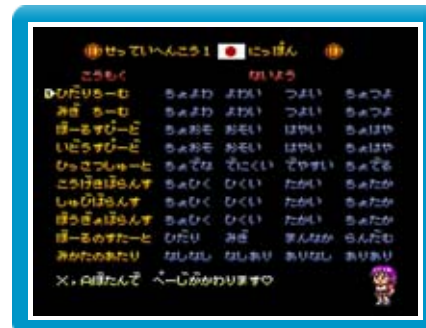 せっていへんこう1 にっぽん
こうもく ないよう
ひだりちーむ ちょよわ よわい つよい ちょつよ
みぎ ちーむ ちょよわ よわい つよい ちょつよ
ぼーるすぴーど ちょおそ おそい はやい ちょはや
いどうすぴーど ちょおそ おそい はやい ちょはや
ひっさつしゅーと ちょでな でにくい でやすい ちょでる
こうげきばらんす ちょひく ひくい たかい ちょたか
しゅびばらんす ちょひく ひくい たかい ちょたか
ぼうぎょばらんす ちょひく ひくい たかい ちょたか
ぼーるのすたーと ひだり みぎ まんなか らんだむ
みかたのあたり なしなし なしあり ありなし ありあり
X,Aぼたんで ぺーじがかわります♡